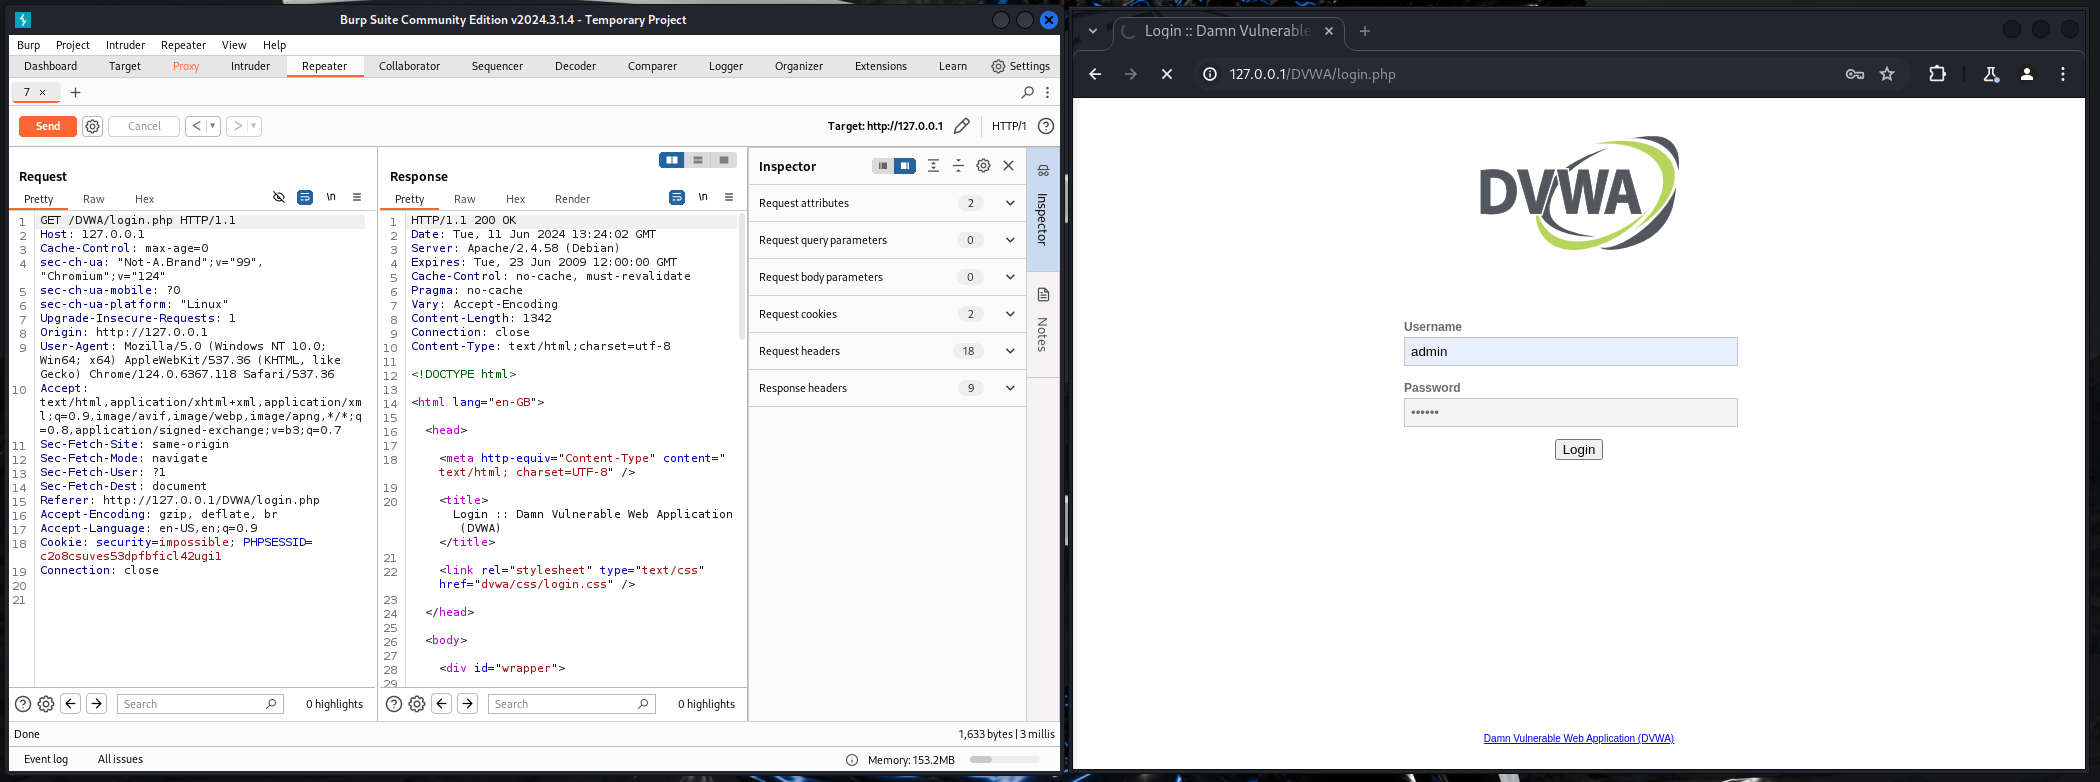 Burp Suite Community Edition v2024.3.1.4 - Temporary Project
Burp Project Intruder Repeater View Help
Dashboard Target Proxy Intruder Repeater Collaborator Sequencer Decoder Comparer Logger Organizer Extensions Learn Settings
7 × +
Send Cancel < >
Target: http://127.0.0.1 HTTP/1
Request
Pretty Raw Hex \n
1 GET /DVWA/login.php HTTP/1.1
2 Host: 127.0.0.1
3 Cache-Control: max-age=0
4 sec-ch-ua: "Not-A.Brand";v="99",
"Chromium";v="124"
5 sec-ch-ua-mobile: ?0
6 sec-ch-ua-platform: "Linux"
7 Upgrade-Insecure-Requests: 1
8 Origin: http://127.0.0.1
9 User-Agent: Mozilla/5.0 (Windows NT 10.0;
Win64; x64) AppleWebKit/537.36 (KHTML, like
Gecko) Chrome/124.0.6367.118 Safari/537.36
10 Accept:
text/html,application/xhtml+xml,application/xm
l;q=0.9,image/avif,image/webp,image/apng,*/*;q
=0.8,application/signed-exchange;v=b3;q=0.7
11 Sec-Fetch-Site: same-origin
12 Sec-Fetch-Mode: navigate
13 Sec-Fetch-User: ?1
14 Sec-Fetch-Dest: document
15 Referer: http://127.0.0.1/DVWA/login.php
16 Accept-Encoding: gzip, deflate, br
17 Accept-Language: en-US,en;q=0.9
18 Cookie: security=impossible; PHPSESSID=
c2o8csuves53dpfbficl42ugi1
19 Connection: close
20
21
Search 0 highlights
Response
Pretty Raw Hex Render \n
1 HTTP/1.1 200 OK
2 Date: Tue, 11 Jun 2024 13:24:02 GMT
3 Server: Apache/2.4.58 (Debian)
4 Expires: Tue, 23 Jun 2009 12:00:00 GMT
5 Cache-Control: no-cache, must-revalidate
6 Pragma: no-cache
7 Vary: Accept-Encoding
8 Content-Length: 1342
9 Connection: close
10 Content-Type: text/html;charset=utf-8
11
12 <!DOCTYPE html>
13
14 <html lang="en-GB">
15
16 <head>
17
18 <meta http-equiv="Content-Type" content="
text/html; charset=UTF-8" />
19
20 <title>
Login :: Damn Vulnerable Web Application
(DVWA)
</title>
21
22 <link rel="stylesheet" type="text/css"
href="dvwa/css/login.css" />
23
24 </head>
25
26 <body>
27
28 <div id="wrapper">
29
Search 0 highlights
Inspector
Request attributes 2
Request query parameters 0
Request body parameters 0
Request cookies 2
Request headers 18
Response headers 9
Inspector
Notes
Done
1,633 bytes | 3 millis
Event log All issues
Memory: 153.2MB
Login :: Damn Vulnerable
127.0.0.1/DVWA/login.php
DVWA
Username
admin
Password
••••••
Login
Damn Vulnerable Web Application (DVWA)